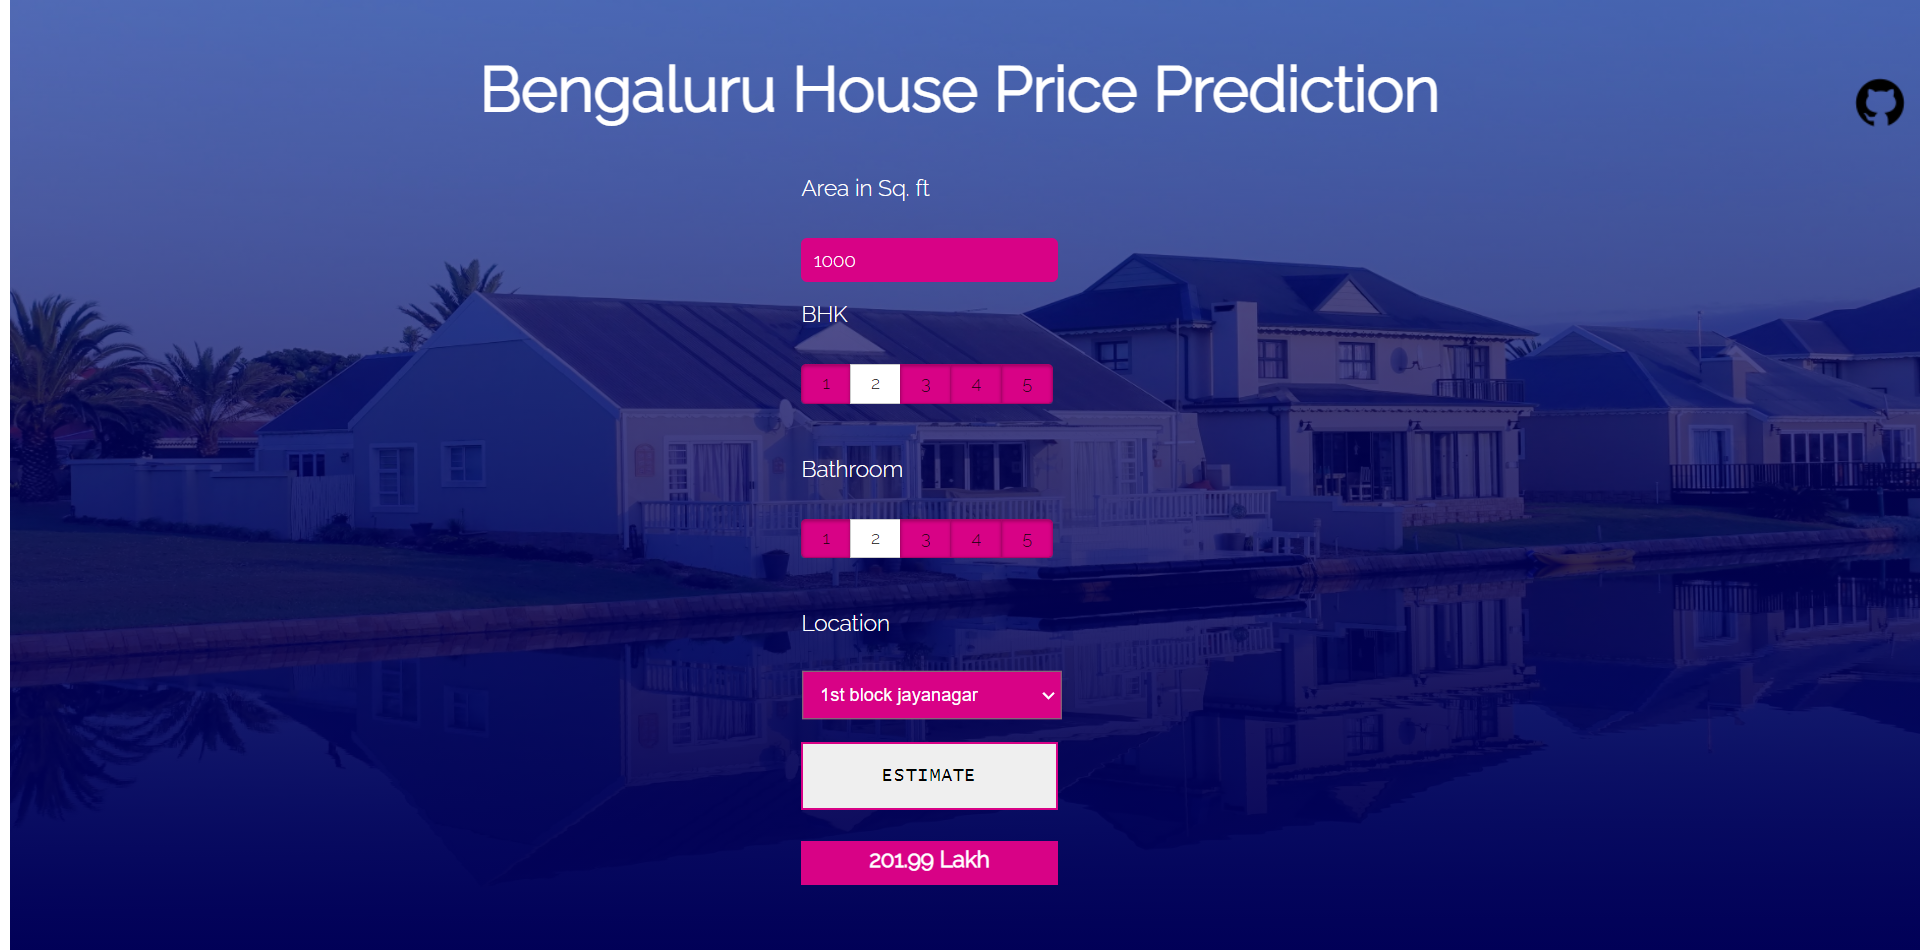 Bengaluru House Price Prediction
Area in Sq. ft
1000
BHK
1 2 3 4 5
Bathroom
1 2 3 4 5
Location
1st block jayanagar
ESTIMATE
201.99 Lakh